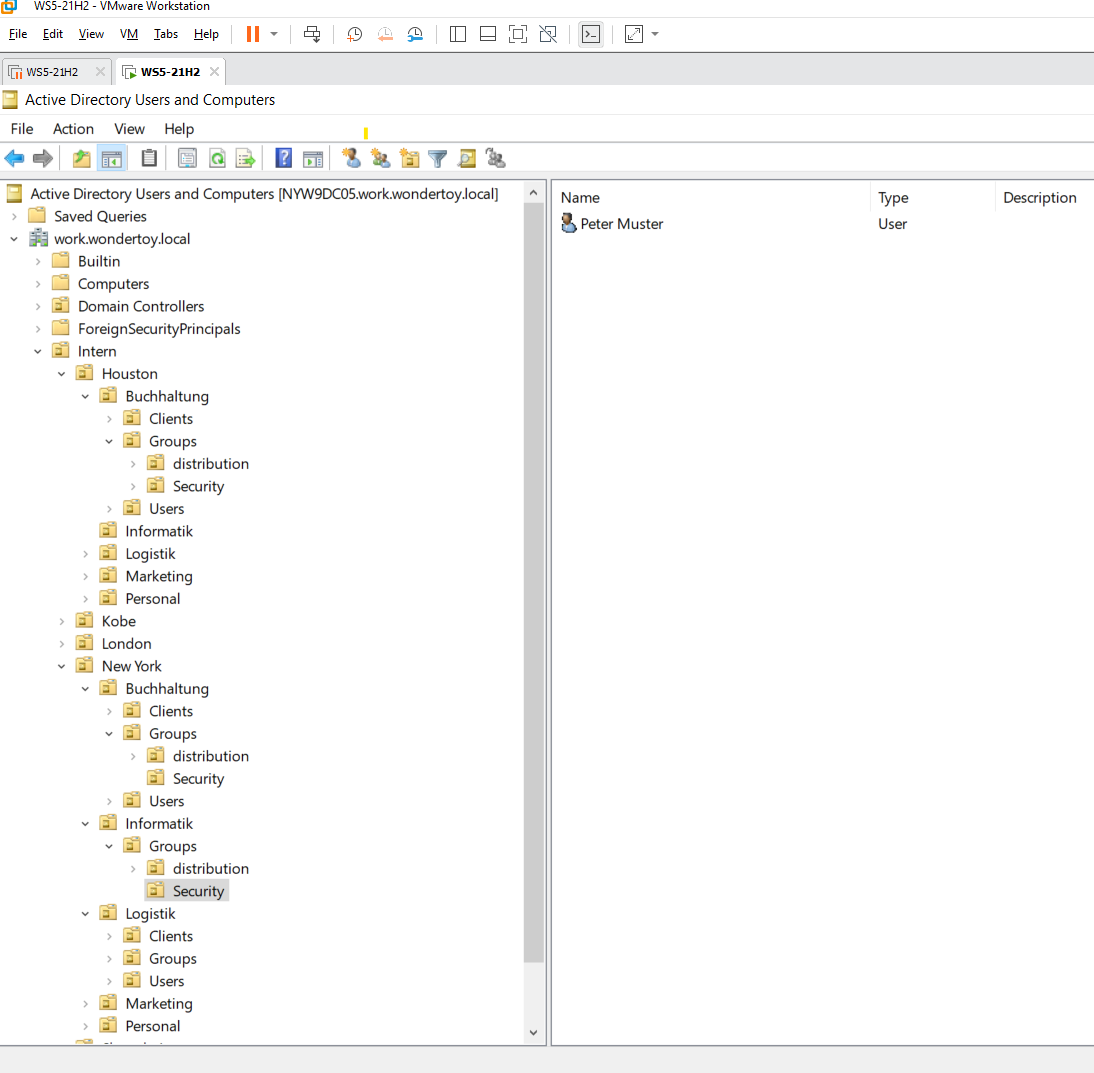 WS5-21H2 - VMware Workstation
File Edit View VM Tabs Help
WS5-21H2 WS5-21H2
Active Directory Users and Computers
File Action View Help
Active Directory Users and Computers [NYW9DC05.work.wondertoy.local]
Saved Queries
work.wondertoy.local
Builtin
Computers
Domain Controllers
ForeignSecurityPrincipals
Intern
Houston
Buchhaltung
Clients
Groups
distribution
Security
Users
Informatik
Logistik
Marketing
Personal
Kobe
London
New York
Buchhaltung
Clients
Groups
distribution
Security
Users
Informatik
Groups
distribution
Security
Logistik
Clients
Groups
Users
Marketing
Personal
Name Type Description
Peter Muster User